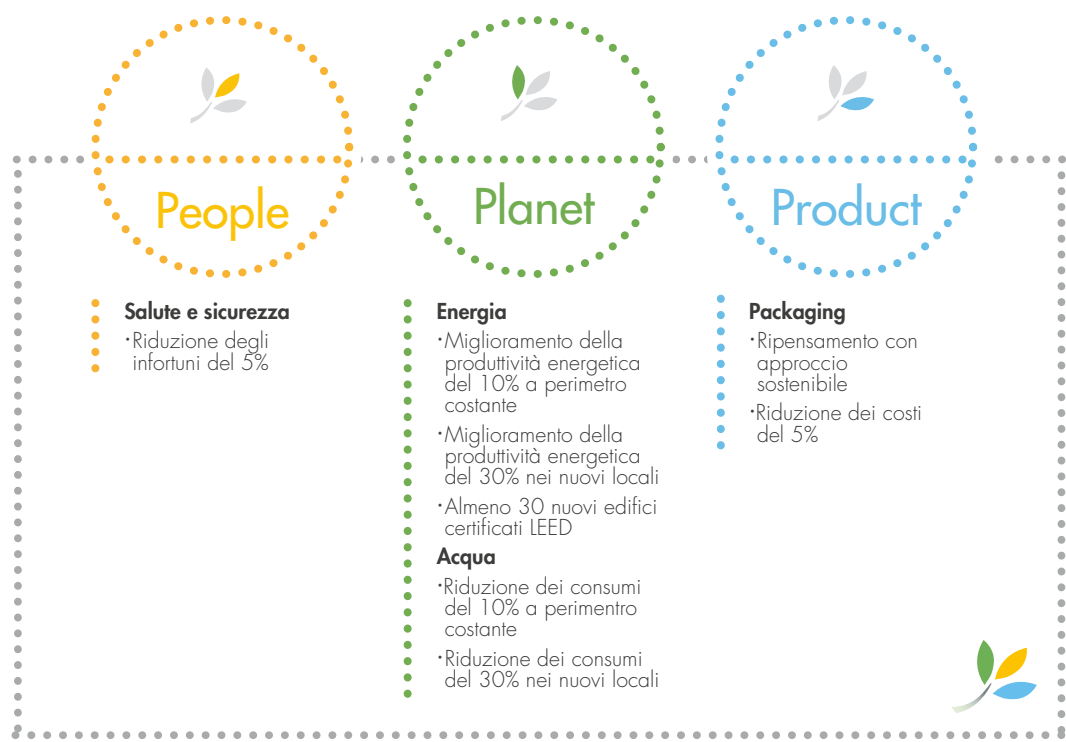 People
Salute e sicurezza
·Riduzione degli
infortuni del 5%
Planet
Energia
·Miglioramento della
produttività energetica
del 10% a perimetro
costante
·Miglioramento della
produttività energetica
del 30% nei nuovi locali
·Almeno 30 nuovi edifici
certificati LEED
Acqua
·Riduzione dei consumi
del 10% a perimentro
costante
·Riduzione dei consumi
del 30% nei nuovi locali
Product
Packaging
·Ripensamento con
approccio
sostenibile
·Riduzione dei costi
del 5%